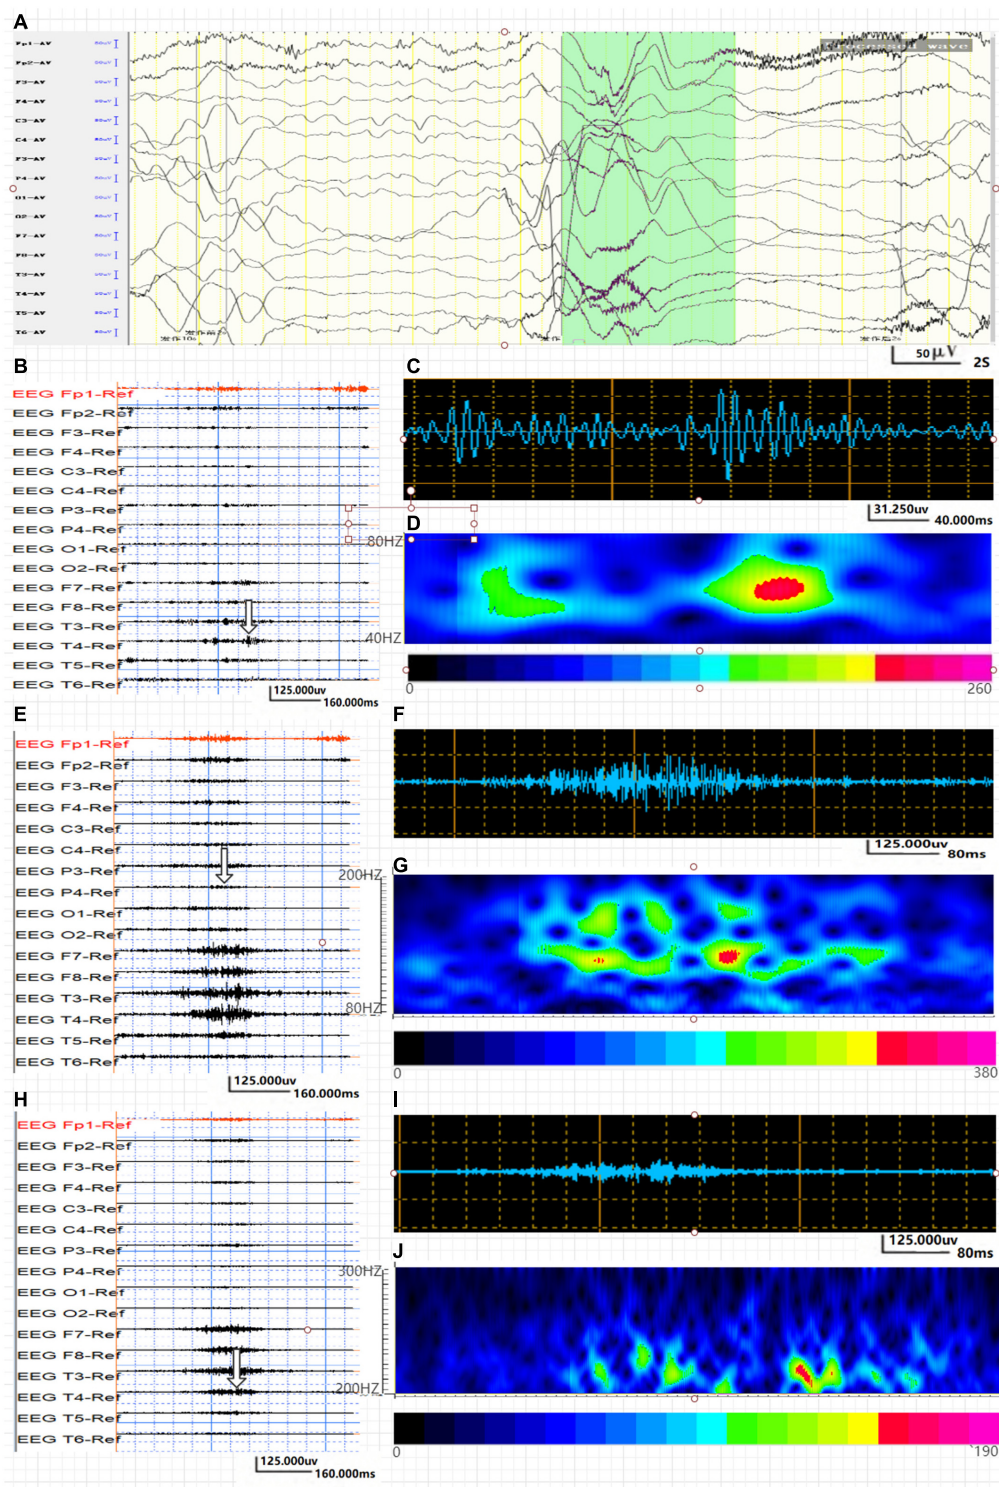 A
Fp1-AV
Fp2-AV
F3-AV
F4-AV
C3-AV
C4-AV
P3-AV
P4-AV
O1-AV
O2-AV
F7-AV
F8-AV
T3-AV
T4-AV
T5-AV
T6-AV
50 μV
2S
B
EEG Fp1-Ref
EEG Fp2-Ref
EEG F3-Ref
EEG F4-Ref
EEG C3-Ref
EEG C4-Ref
EEG P3-Ref
EEG P4-Ref
EEG O1-Ref
EEG O2-Ref
EEG F7-Ref
EEG F8-Ref
EEG T3-Ref
EEG T4-Ref
EEG T5-Ref
EEG T6-Ref
125.000uv
160.000ms
C
31.250uv
40.000ms
D
80HZ
40HZ
0
260
E
EEG Fp1-Ref
EEG Fp2-Ref
EEG F3-Ref
EEG F4-Ref
EEG C3-Ref
EEG C4-Ref
EEG P3-Ref
EEG P4-Ref
EEG O1-Ref
EEG O2-Ref
EEG F7-Ref
EEG F8-Ref
EEG T3-Ref
EEG T4-Ref
EEG T5-Ref
EEG T6-Ref
125.000uv
160.000ms
F
125.000uv
80ms
G
200HZ
80HZ
0
380
H
EEG Fp1-Ref
EEG Fp2-Ref
EEG F3-Ref
EEG F4-Ref
EEG C3-Ref
EEG C4-Ref
EEG P3-Ref
EEG P4-Ref
EEG O1-Ref
EEG O2-Ref
EEG F7-Ref
EEG F8-Ref
EEG T3-Ref
EEG T4-Ref
EEG T5-Ref
EEG T6-Ref
125.000uv
160.000ms
I
125.000uv
80ms
J
300HZ
200HZ
0
190